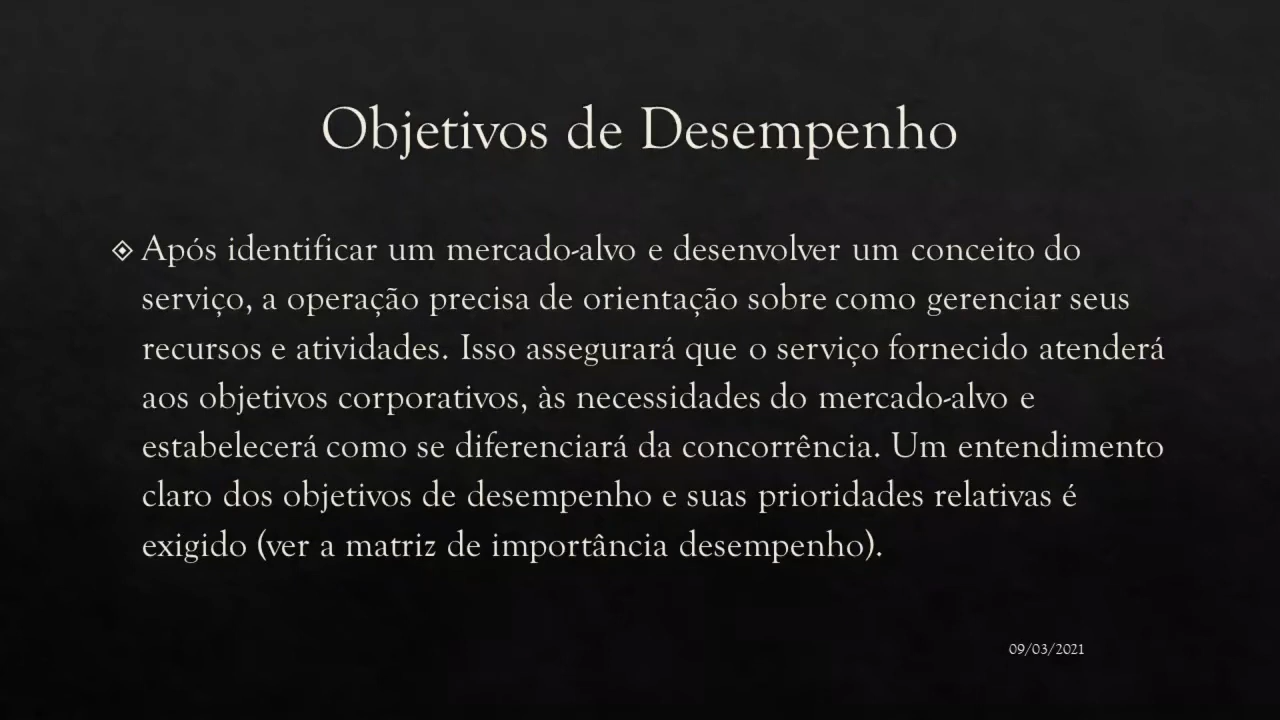 Objetivos de Desempenho
Após identificar um mercado-alvo e desenvolver um conceito do
serviço, a operação precisa de orientação sobre como gerenciar seus
recursos e atividades. Isso assegurará que o serviço fornecido atenderá
aos objetivos corporativos, às necessidades do mercado-alvo e
estabelecerá como se diferenciará da concorrência. Um entendimento
claro dos objetivos de desempenho e suas prioridades relativas é
exigido (ver a matriz de importância desempenho).
09/03/2021